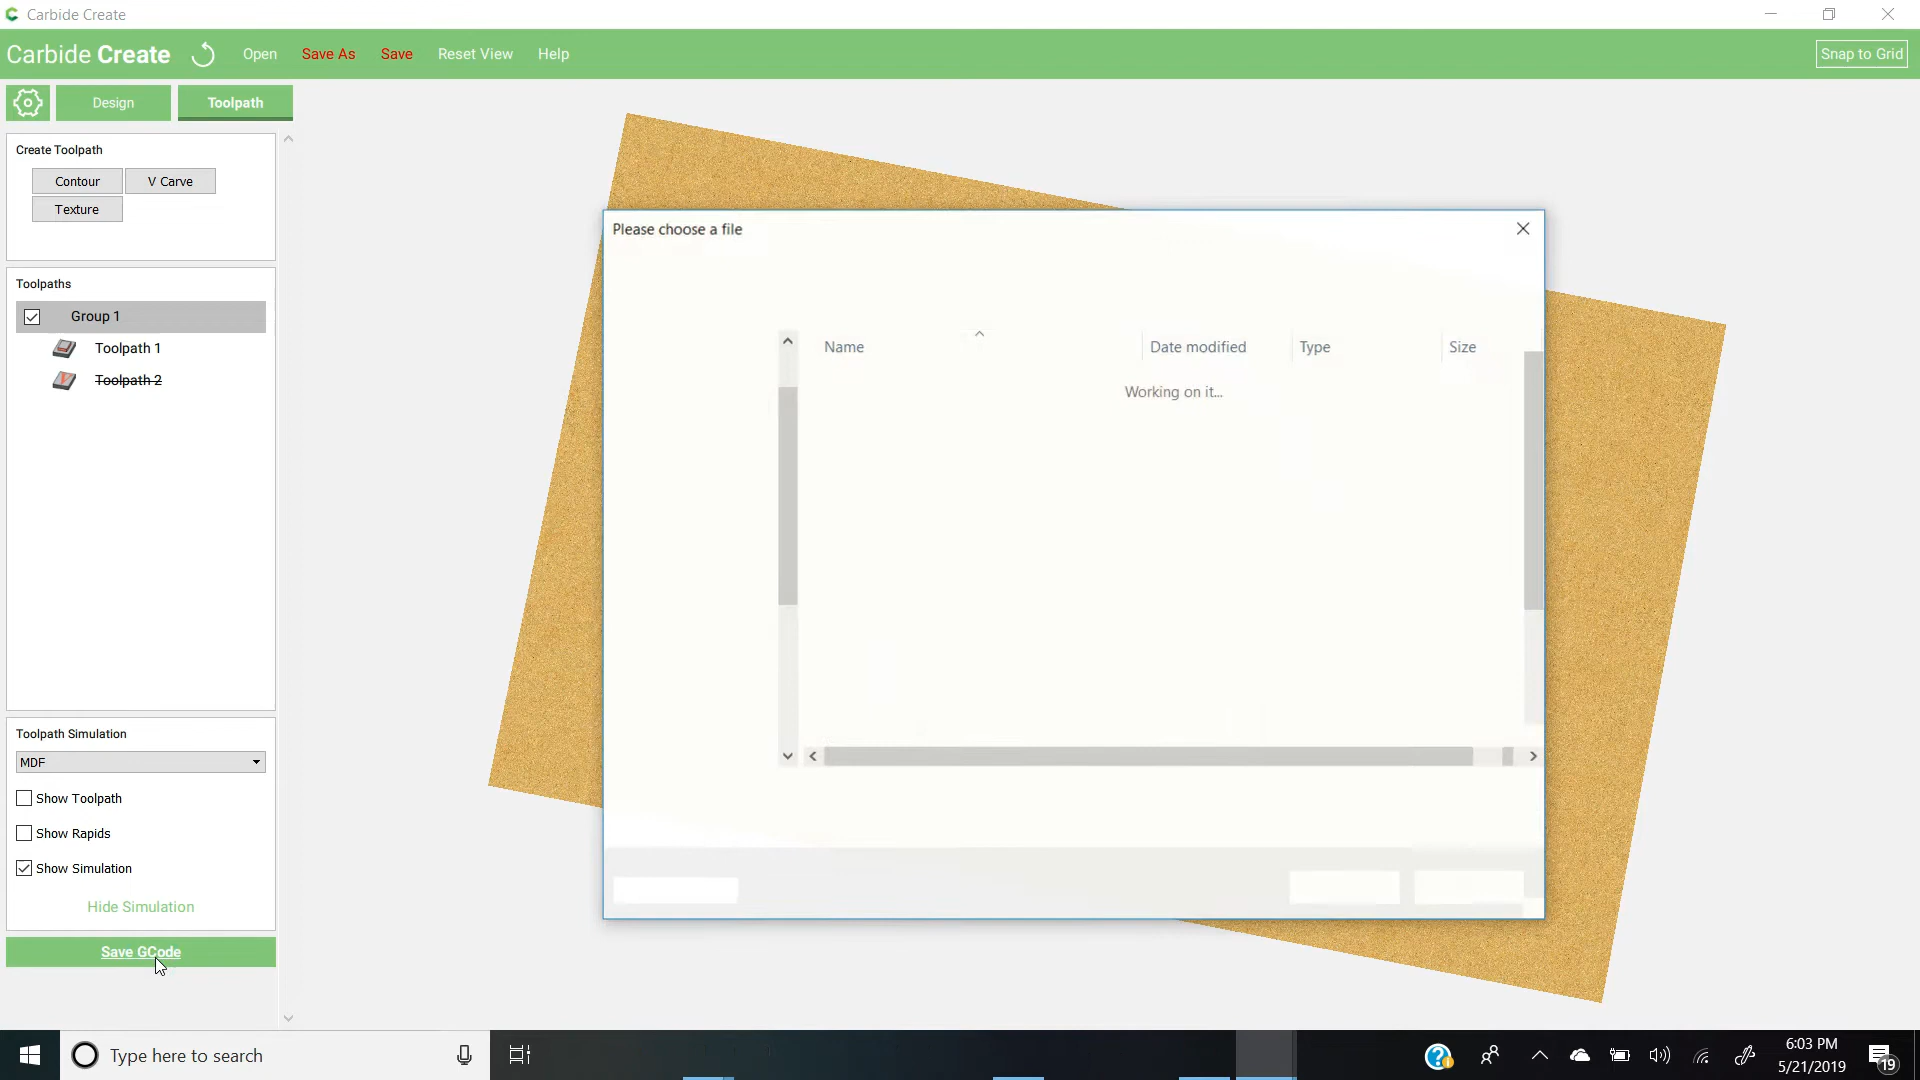 Carbide Create
Carbide Create Open Save As Save Reset View Help Snap to Grid
Design Toolpath
Create Toolpath
Contour V Carve
Texture
Toolpaths
Group 1
Toolpath 1
Toolpath 2
Toolpath Simulation
MDF
Show Toolpath
Show Rapids
Show Simulation
Hide Simulation
Save GCode
Please choose a file
Name Date modified Type Size
Working on it...
Type here to search
6:03 PM
5/21/2019
19